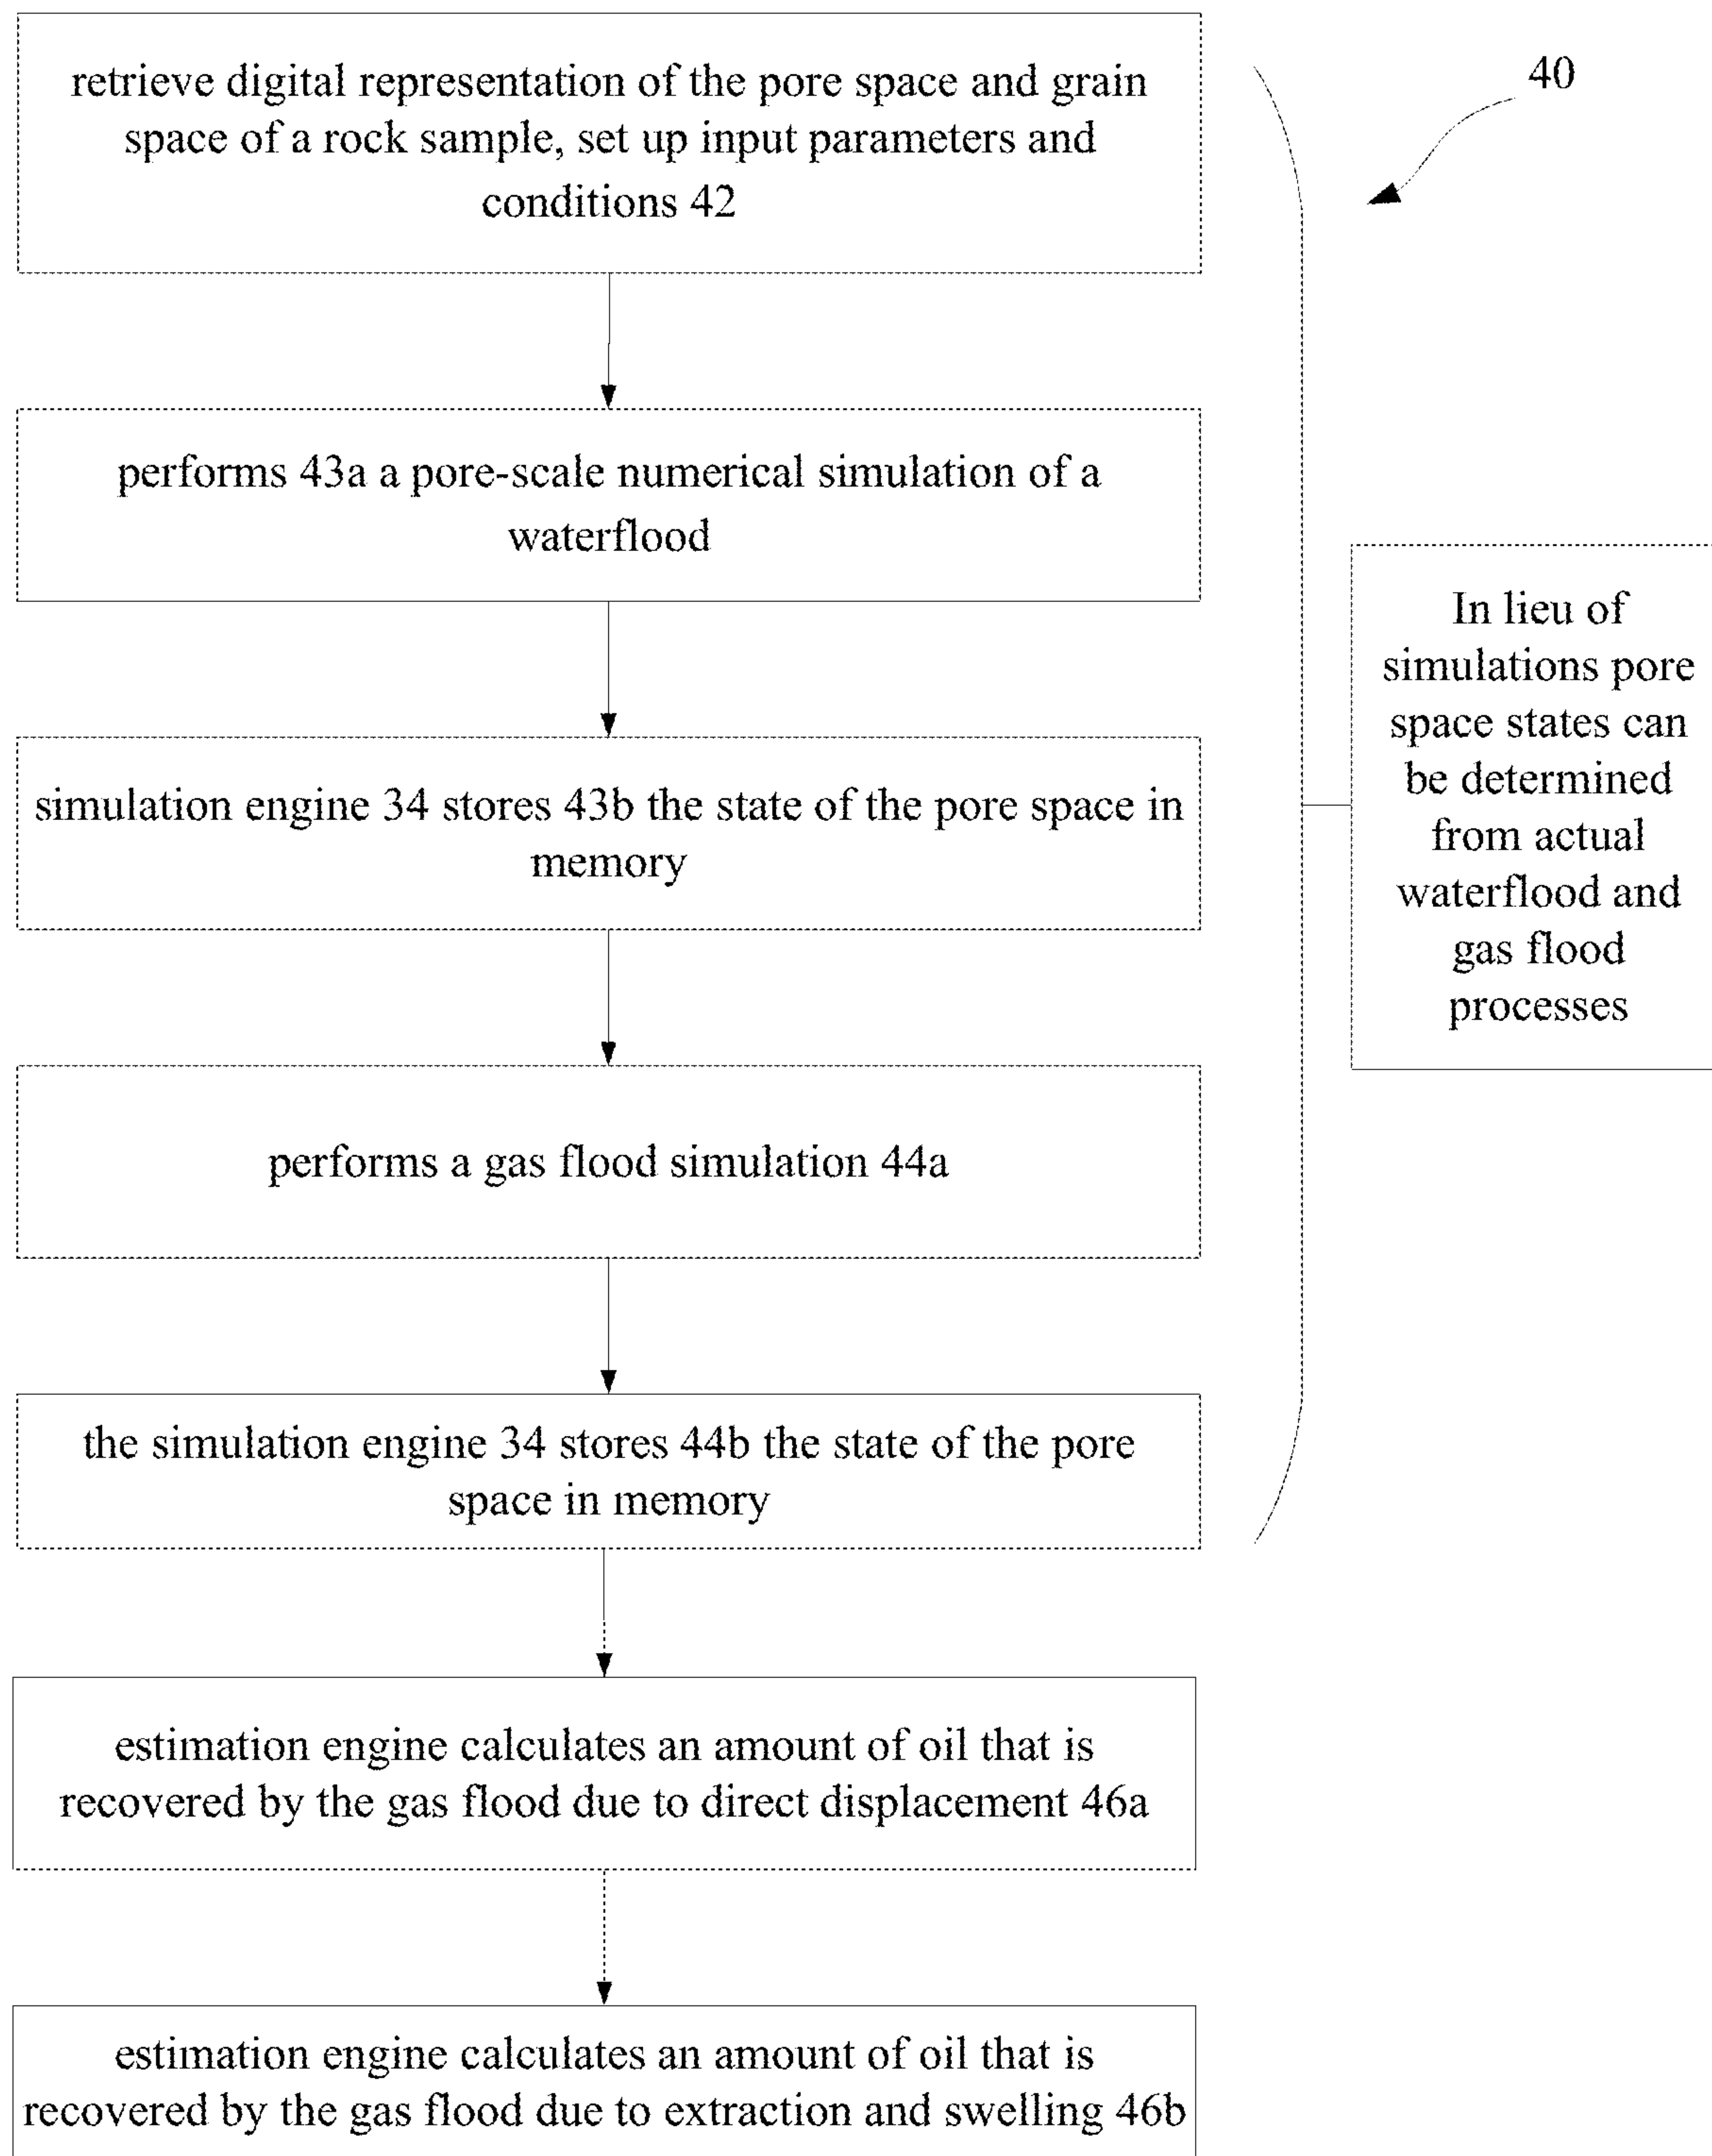 retrieve digital representation of the pore space and grain
space of a rock sample, set up input parameters and
conditions 42
40
performs 43a a pore-scale numerical simulation of a
waterflood
simulation engine 34 stores 43b the state of the pore space in
memory
In lieu of
simulations pore
space states can
be determined
from actual
waterflood and
gas flood
processes
performs a gas flood simulation 44a
the simulation engine 34 stores 44b the state of the pore
space in memory
estimation engine calculates an amount of oil that is
recovered by the gas flood due to direct displacement 46a
estimation engine calculates an amount of oil that is
recovered by the gas flood due to extraction and swelling 46b